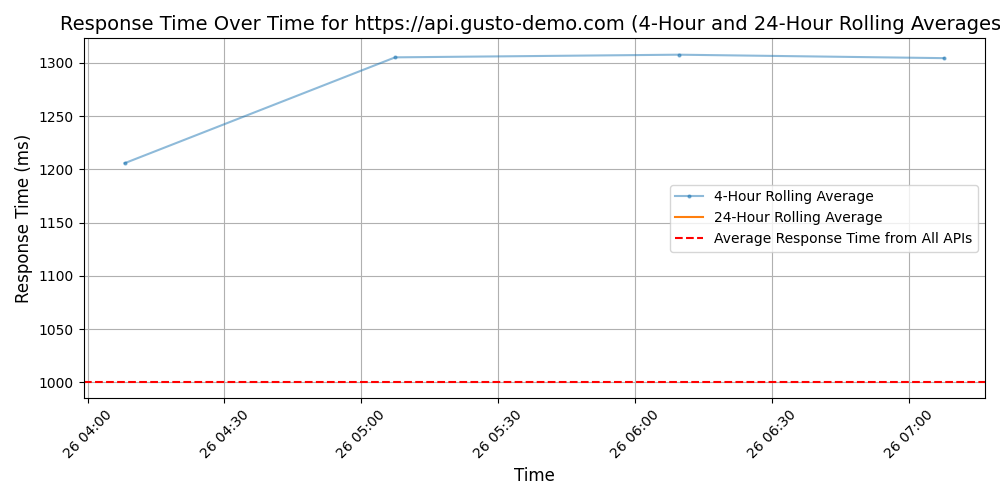 Response Time Over Time for https://api.gusto-demo.com (4-Hour and 24-Hour Rolling Averages
Response Time (ms)
1300
1250
1200
1150
1100
1050
1000
4-Hour Rolling Average
24-Hour Rolling Average
Average Response Time from All APIs
26 04:00
26 04:30
26 05:00
26 05:30
26 06:00
26 06:30
26 07:00
Time